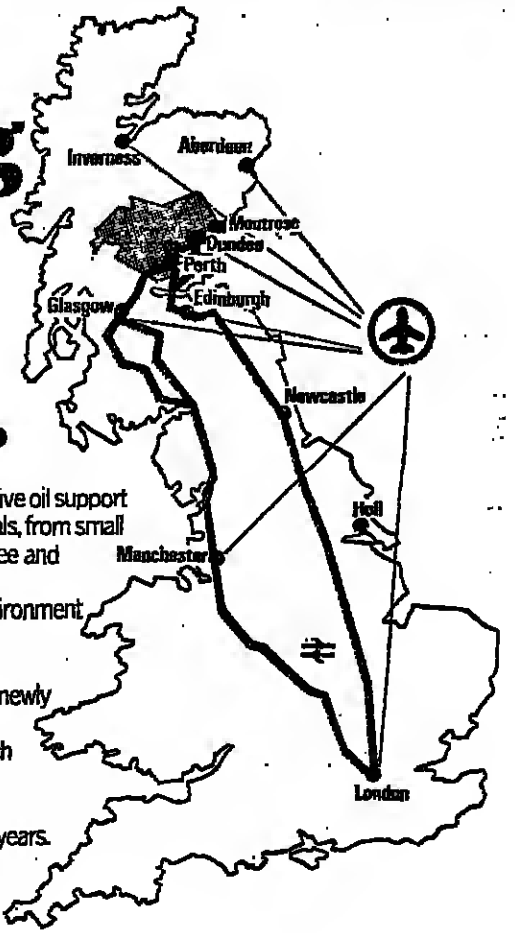 Inverness
Aberdeen
Montrose
Dundee
Perth
Edinburgh
Glasgow
Newcastle
ive oil support
als, from small
ee and
Hull
Manchester
ironment
newly
h
London
years.